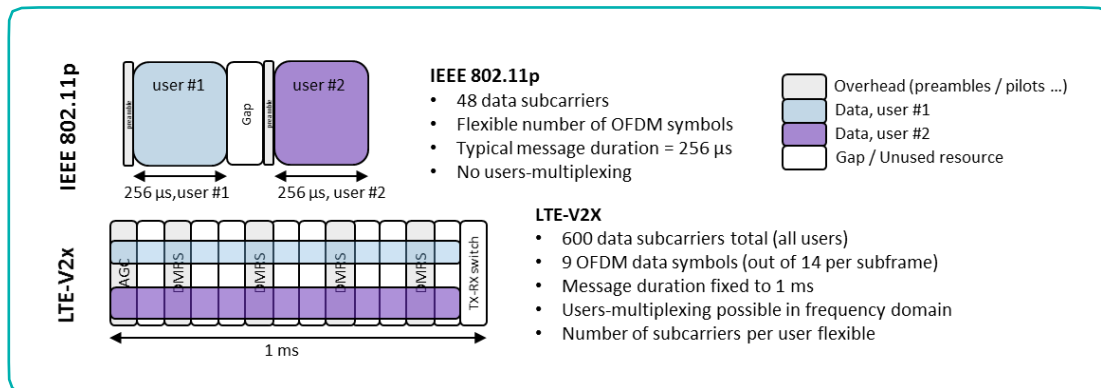 IEEE 802.11p
preamble
user #1
Gap
preamble
user #2
256 µs,user #1
256 µs, user #2
IEEE 802.11p
• 48 data subcarriers
• Flexible number of OFDM symbols
• Typical message duration = 256 µs
• No users-multiplexing
Overhead (preambles / pilots …)
Data, user #1
Data, user #2
Gap / Unused resource
LTE-V2x
AGC
DMRS
DMRS
DMRS
DMRS
TX-RX switch
1 ms
LTE-V2X
• 600 data subcarriers total (all users)
• 9 OFDM data symbols (out of 14 per subframe)
• Message duration fixed to 1 ms
• Users-multiplexing possible in frequency domain
• Number of subcarriers per user flexible